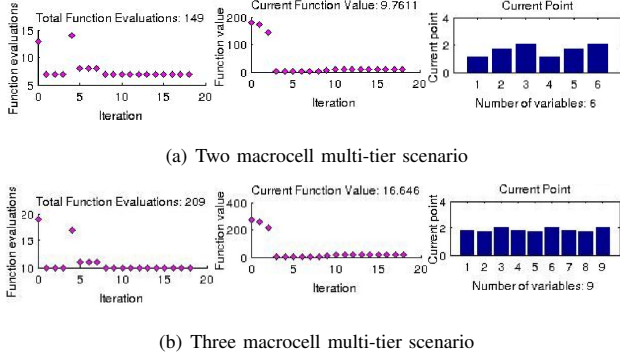 Total Function Evaluations: 149
Function evaluations
15
10
5
0 5 10 15 20
Iteration
Current Function Value: 9.7611
Function value
200
100
0
0 5 10 15 20
Iteration
Current Point
Current point
4
2
0
1 2 3 4 5 6
Number of variables: 6
(a) Two macrocell multi-tier scenario
Total Function Evaluations: 209
Function evaluations
20
15
10
0 5 10 15 20
Iteration
Current Function Value: 16.646
Function value
400
200
0
0 5 10 15 20
Iteration
Current Point
Current point
4
2
0
1 2 3 4 5 6 7 8 9
Number of variables: 9
(b) Three macrocell multi-tier scenario